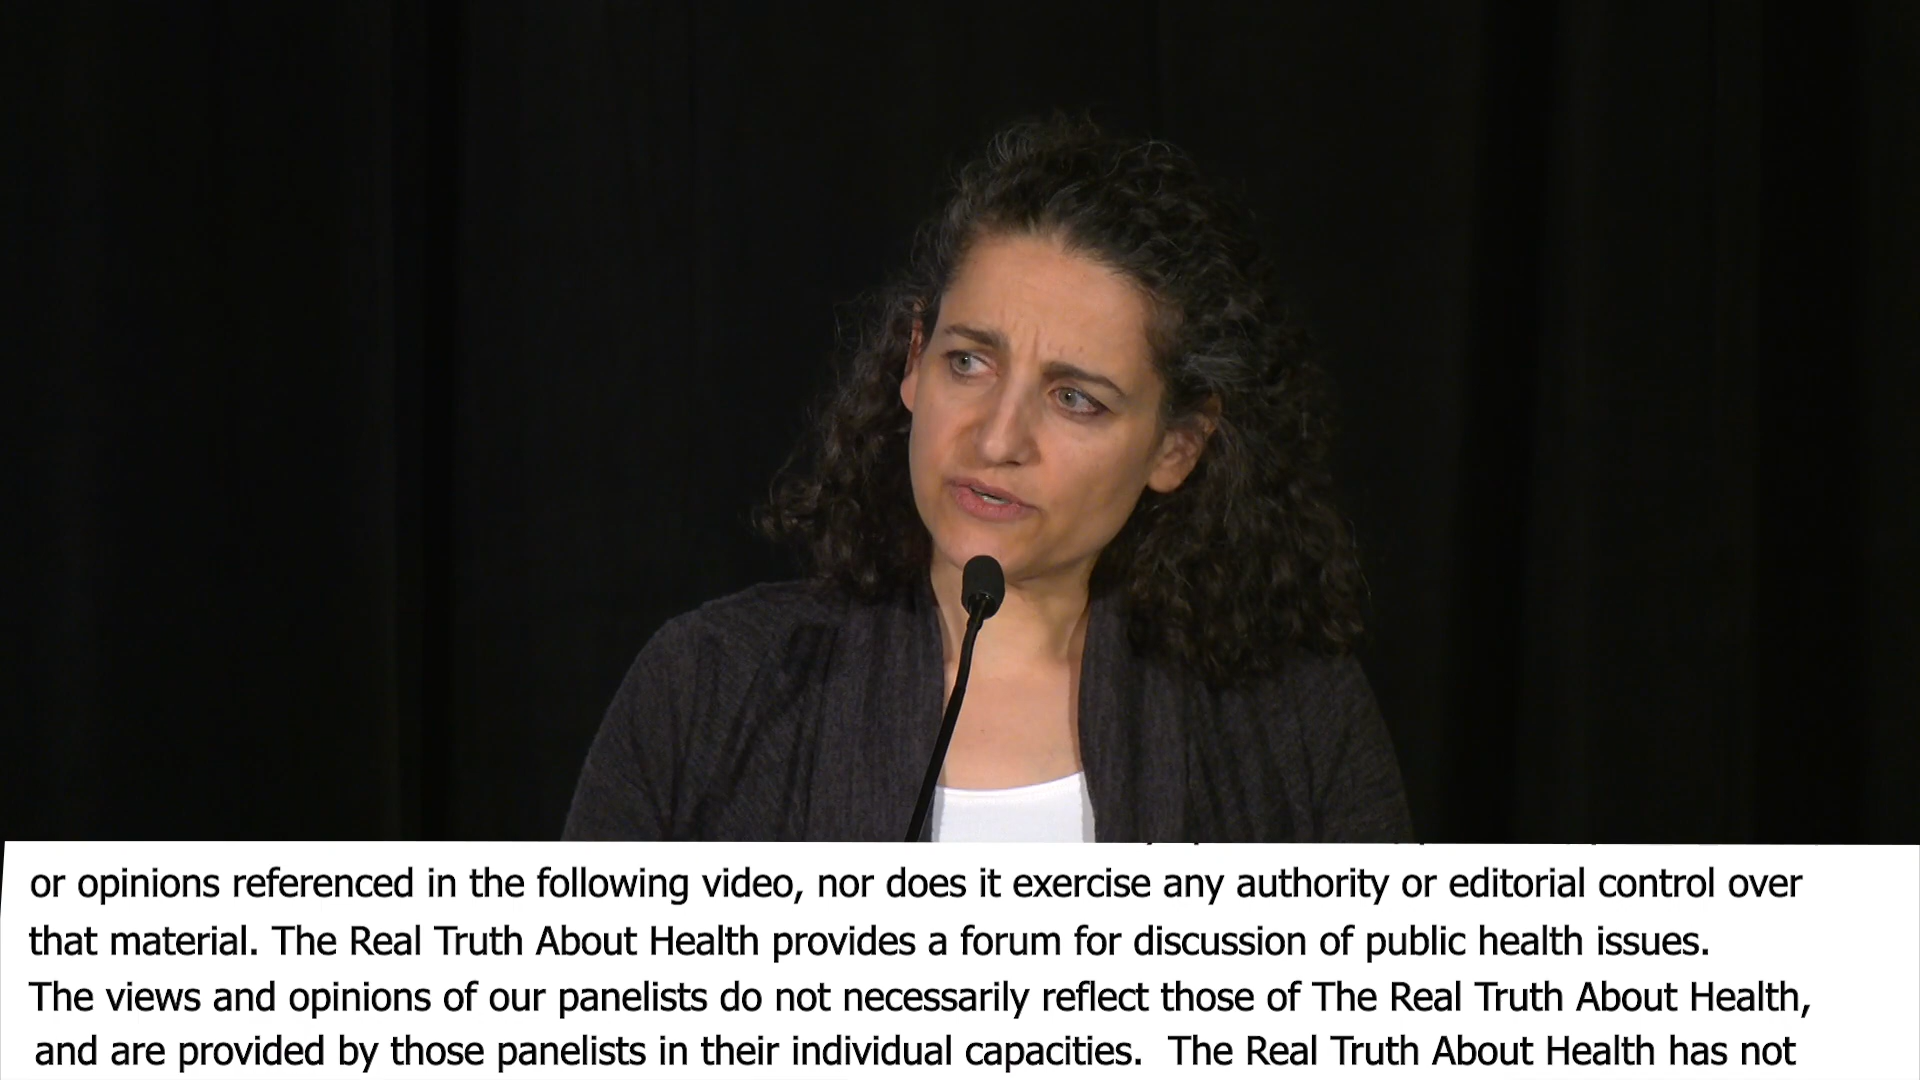 or opinions referenced in the following video, nor does it exercise any authority or editorial control over
that material. The Real Truth About Health provides a forum for discussion of public health issues.
The views and opinions of our panelists do not necessarily reflect those of The Real Truth About Health,
and are provided by those panelists in their individual capacities. The Real Truth About Health has not